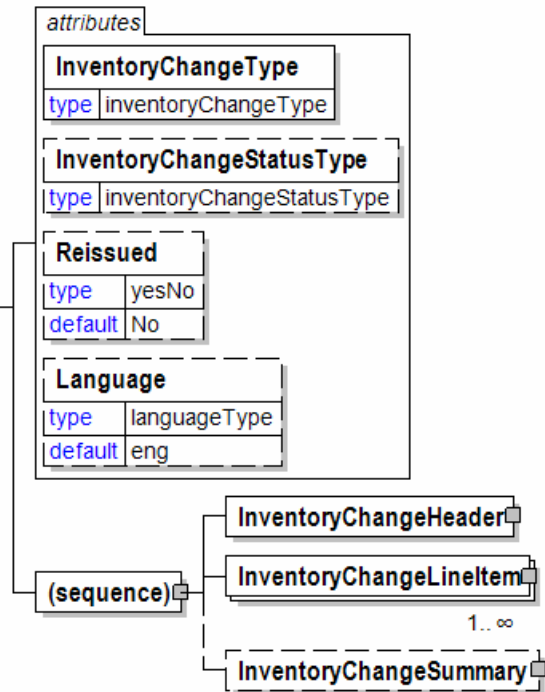 attributes
InventoryChangeType
type inventoryChangeType
InventoryChangeStatusType
type inventoryChangeStatusType
Reissued
type yesNo
default No
Language
type languageType
default eng
InventoryChangeHeader
(sequence)
InventoryChangeLineItem
1.. ∞
InventoryChangeSummary